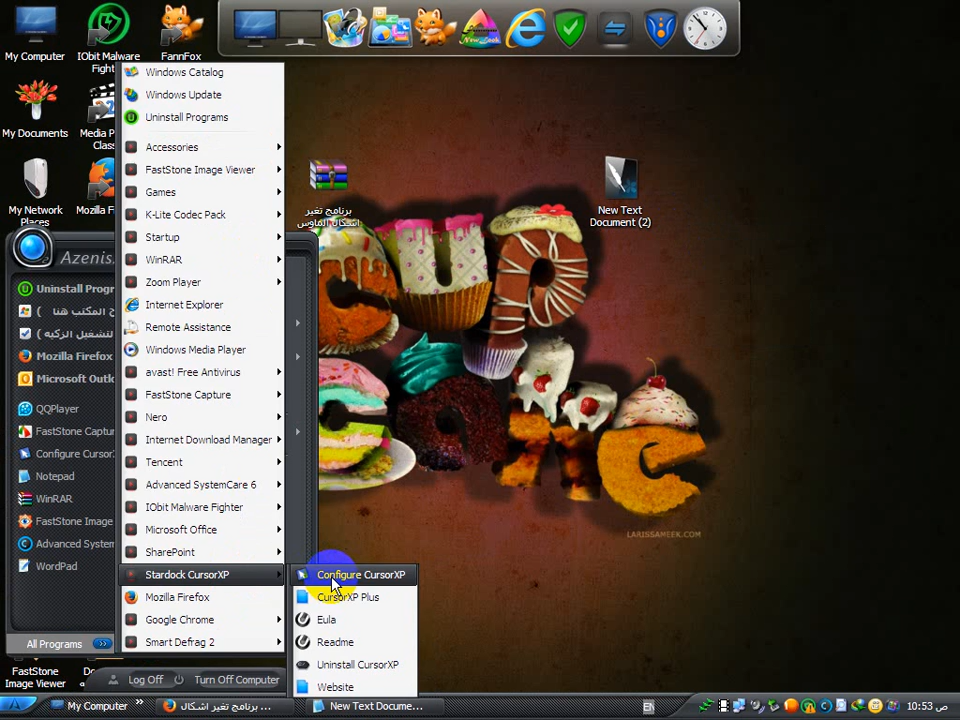 My Computer
IObit Malware
Fight
FannFox
My Documents
Media P
Class
My Network
Places
Mozilla F
برنامج تغير
اشكال الماوس
New Text
Document (2)
Windows Catalog
Windows Update
Uninstall Programs
Accessories
FastStone Image Viewer
Games
K-Lite Codec Pack
Startup
WinRAR
Zoom Player
Internet Explorer
Remote Assistance
Windows Media Player
avast! Free Antivirus
FastStone Capture
Nero
Internet Download Manager
Tencent
Advanced SystemCare 6
IObit Malware Fighter
Microsoft Office
SharePoint
Stardock CursorXP
Mozilla Firefox
Google Chrome
Smart Defrag 2
Azenis
Uninstall Progr
ح المكتب هنا )
لتشغيل الزكيه )
Mozilla Firefox
Microsoft Outlo
QQPlayer
FastStone Captur
Configure Cursor
Notepad
WinRAR
FastStone Image
Advanced System
WordPad
All Programs
Configure CursorXP
CursorXP Plus
Eula
Readme
Uninstall CursorXP
Website
Log Off
Turn Off Computer
FastStone
Image Viewer
LARISSAMEEK.COM
My Computer
برنامج تغير اشكال ...
New Text Docume...
EN
10:53 ص